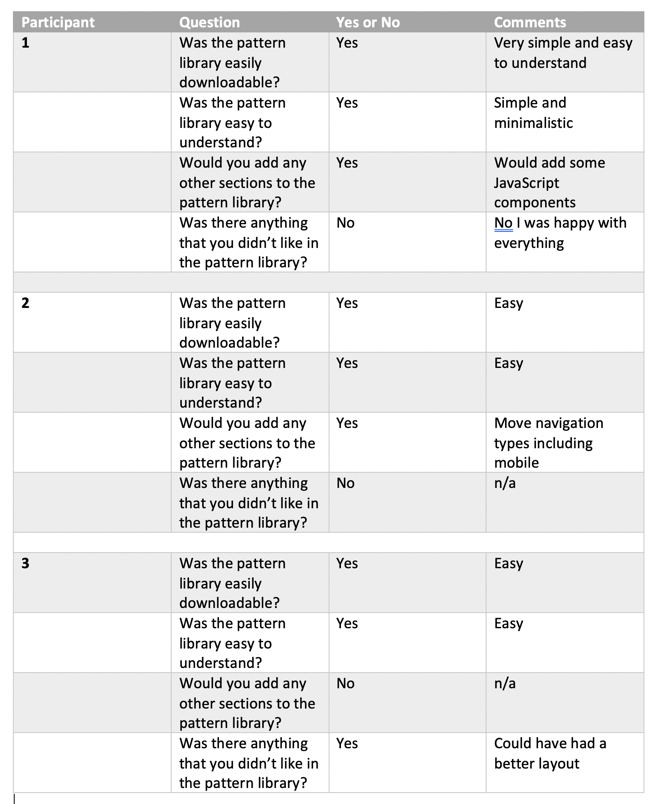 Participant Question Yes or No Comments
1 Was the pattern Yes Very simple and easy
library easily to understand
downloadable?
Was the pattern Yes Simple and
library easy to minimalistic
understand?
Would you add any Yes Would add some
other sections to the JavaScript
pattern library? components
Was there anything No No I was happy with
that you didn’t like in everything
the pattern library?
2 Was the pattern Yes Easy
library easily
downloadable?
Was the pattern Yes Easy
library easy to
understand?
Would you add any Yes Move navigation
other sections to the types including
pattern library? mobile
Was there anything No n/a
that you didn’t like in
the pattern library?
3 Was the pattern Yes Easy
library easily
downloadable?
Was the pattern Yes Easy
library easy to
understand?
Would you add any No n/a
other sections to the
pattern library?
Was there anything Yes Could have had a
that you didn’t like in better layout
the pattern library?